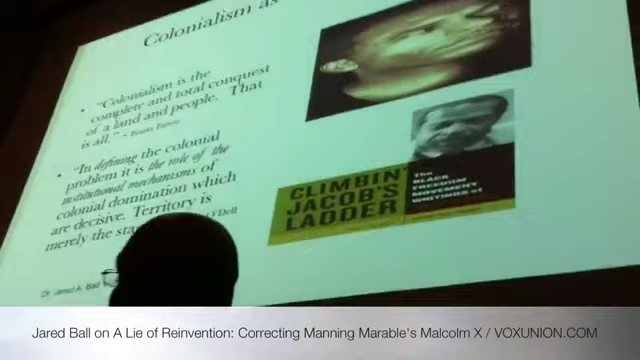 Colonialism as
• "Colonialism is the
complete and total conquest
of a land and people. That
is all." - Frantz Fanon
• "In defining the colonial
problem it is the role of the
institutional mechanisms of
colonial domination which
are decisive. Territory is
merely the sta O'Dell
CLIMBIN'
JACOB'S
LADDER
The
BLACK
FREEDOM
MOVEMENT
WRITINGS of
Dr. Jared A. Ball
Jared Ball on A Lie of Reinvention: Correcting Manning Marable's Malcolm X / VOXUNION.COM